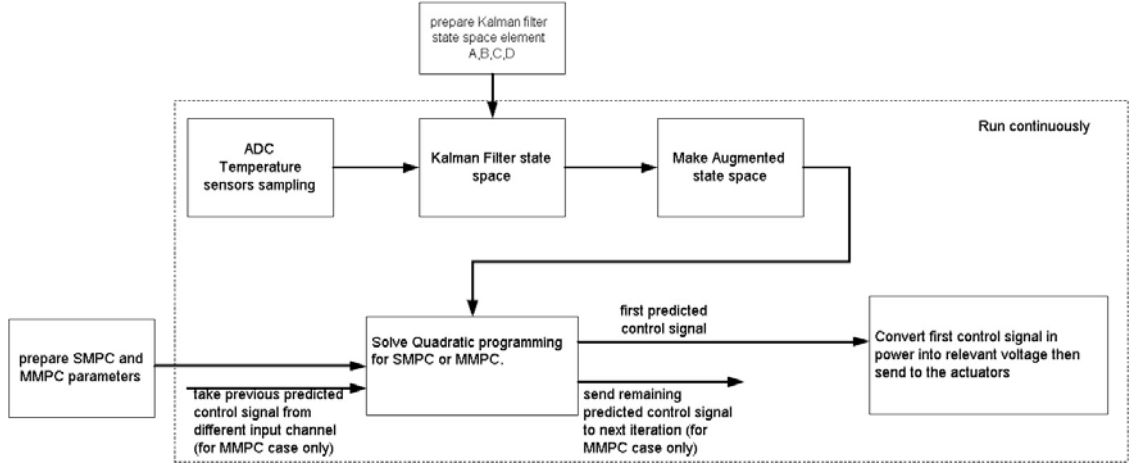 prepare Kalman filter
state space element
A,B,C,D
Run continuously
ADC
Temperature
sensors sampling
Kalman Filter state
space
Make Augmented
state space
first predicted
control signal
prepare SMPC and
MMPC parameters
Solve Quadratic programming
for SMPC or MMPC.
Convert first control signal in
power into relevant voltage then
send to the actuators
take previous predicted
control signal from
different input channel
(for MMPC case only)
send remaining
predicted control signal
to next iteration (for
MMPC case only)